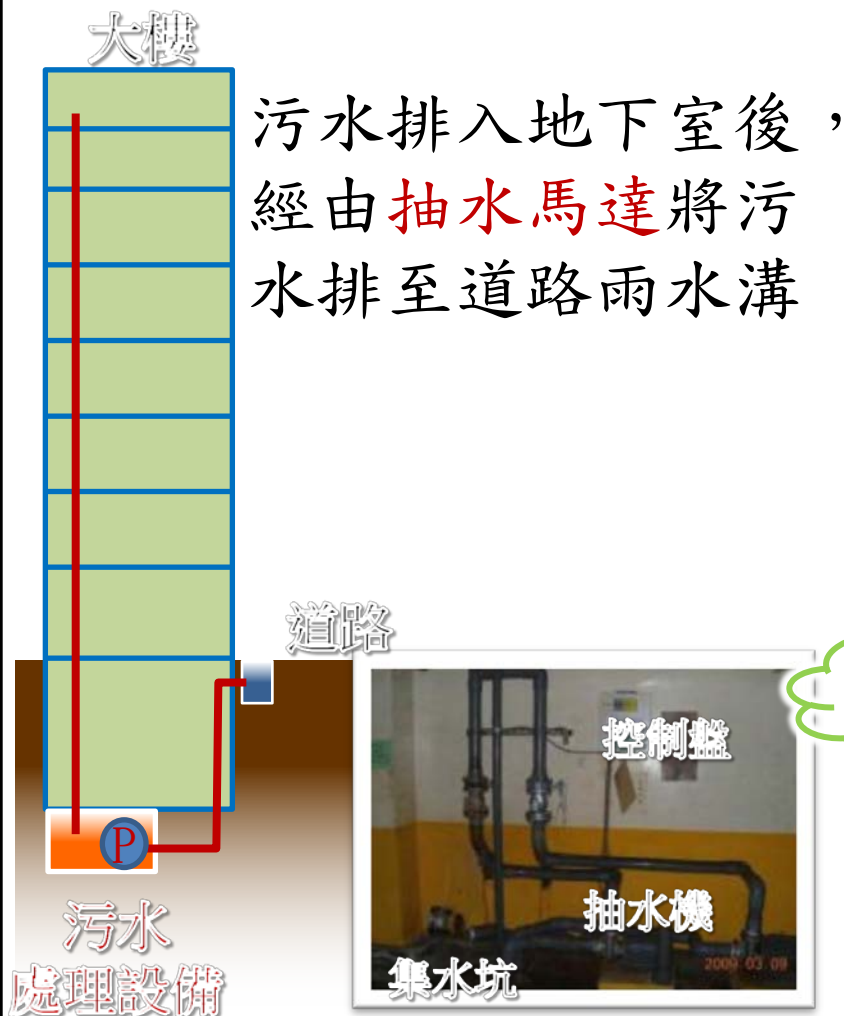 大樓
污水排入地下室後，
經由抽水馬達將污
水排至道路雨水溝
道路
控制盤
P
抽水機
污水
處理設備
集水坑
2009 03 09